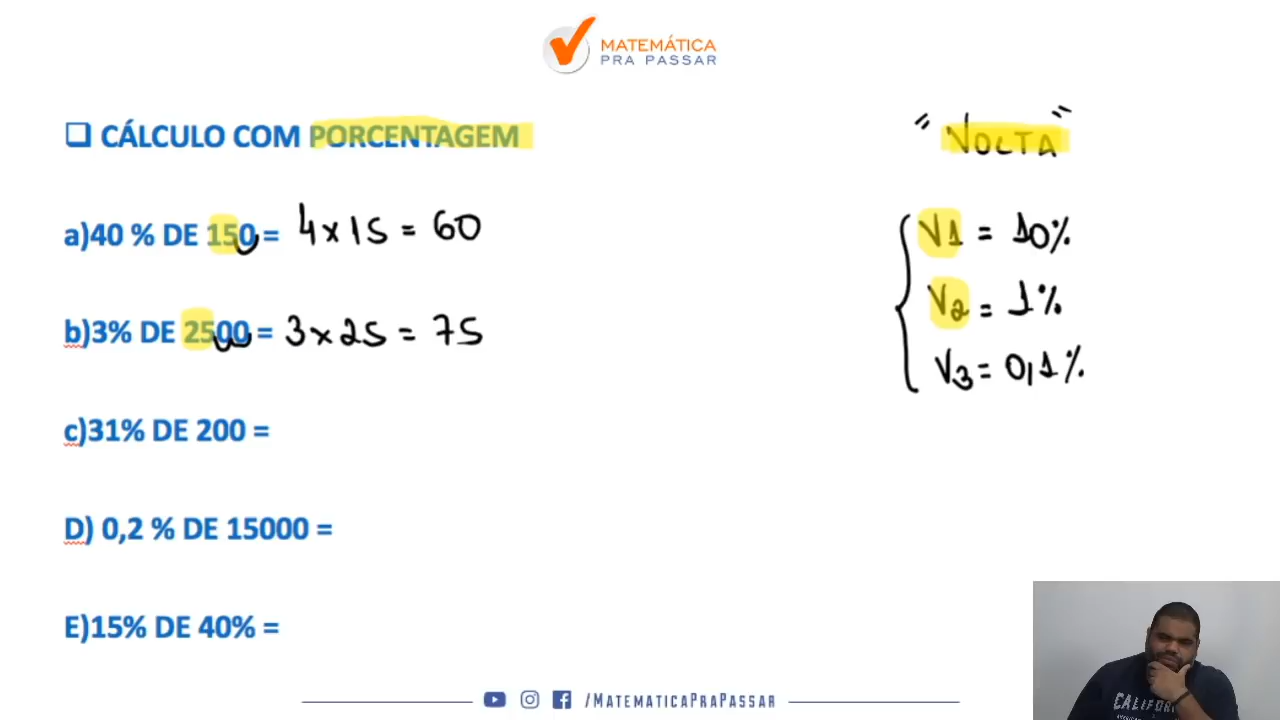 MATEMÁTICA
PRA PASSAR
❑ CÁLCULO COM PORCENTAGEM
"VOLTA"
a)40 % DE 150 = 4 x 15 = 60
V1 = 10%
b)3% DE 2500 = 3 x 25 = 75
V2 = 1%
V3 = 0,1%
c)31% DE 200 =
D) 0,2 % DE 15000 =
E)15% DE 40% =
CALIFOR
/MATEMATICAPRAPASSAR